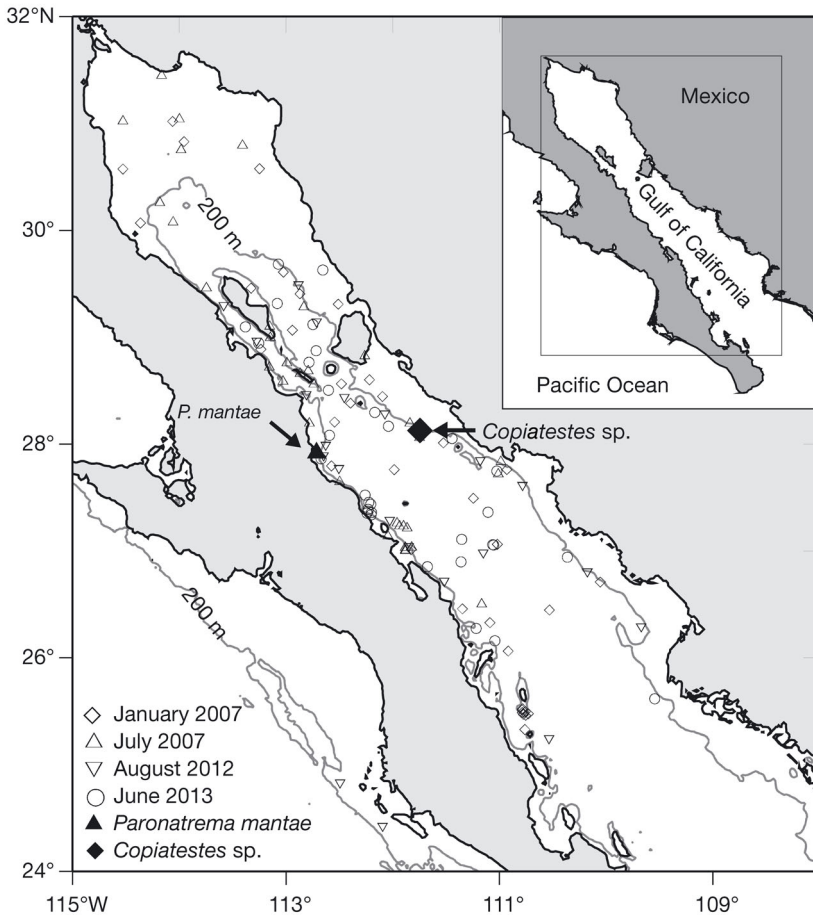 32°N
30°
28°
26°
24°
115°W
113°
111°
109°
Mexico
Gulf of California
Pacific Ocean
200 m
P. mantae
Copiatestes sp.
200 m
January 2007
July 2007
August 2012
June 2013
Paronatrema mantae
Copiatestes sp.